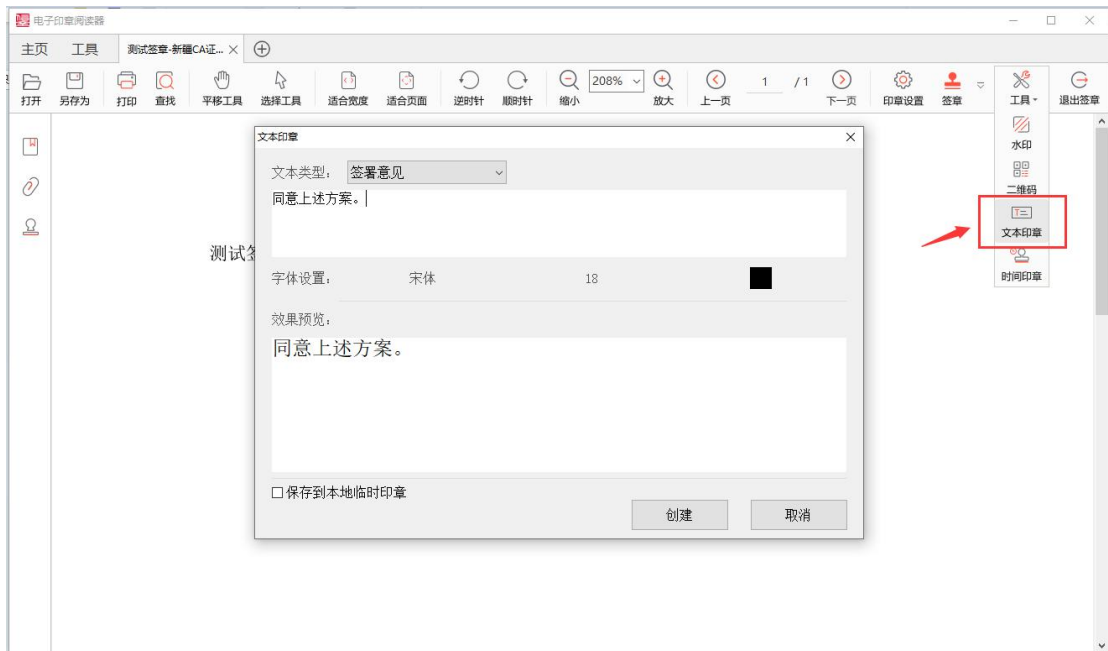 电子印章阅读器
主页 工具 测试签章-新疆CA证...
打开 另存为 打印 查找 平移工具 选择工具 适合宽度 适合页面 逆时针 顺时针 缩小 208% 放大 上一页 1 / 1 下一页 印章设置 签章 工具 退出签章
水印
二维码
文本印章
时间印章
测试签
文本印章
文本类型： 签署意见
同意上述方案。
字体设置： 宋体 18
效果预览：
同意上述方案。
保存到本地临时印章
创建 取消